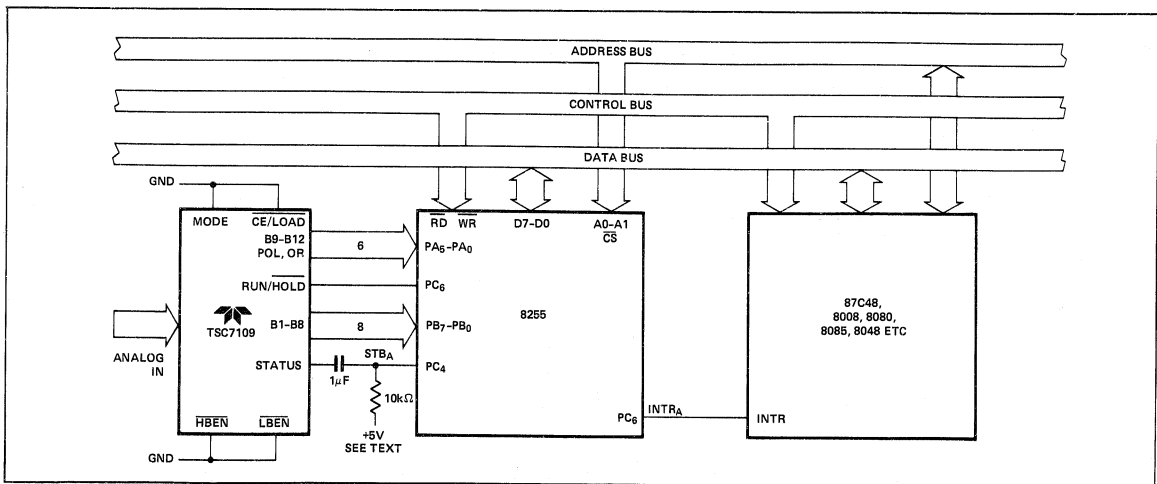 ADDRESS BUS
CONTROL BUS
DATA BUS
GND
MODE
CE/LOAD
B9-B12
POL, OR
6
RUN/HOLD
TSC7109
B1-B8
8
ANALOG
IN
STATUS
1μF
STBA
10kΩ
+5V
SEE TEXT
HBEN
LBEN
GND
RD
WR
D7-D0
A0-A1
CS
PA5-PA0
PC6
8255
PB7-PB0
PC4
PC6
INTRA
INTR
87C48,
8008, 8080,
8085, 8048 ETC